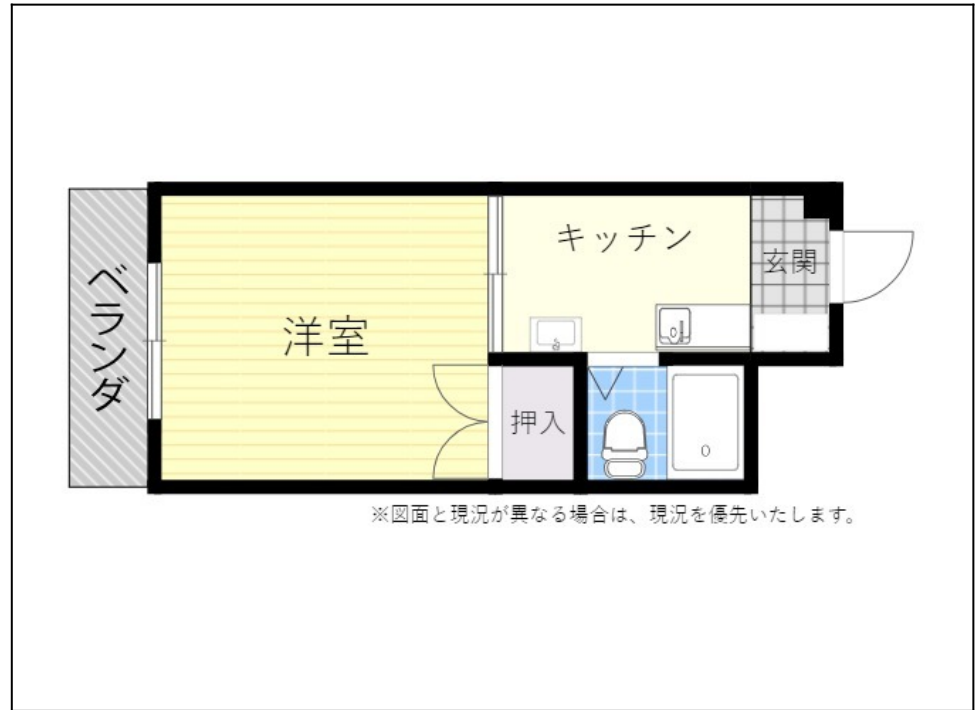 キッチン
玄関
ベランダ
洋室
押入
※図面と現況が異なる場合は、現況を優先いたします。